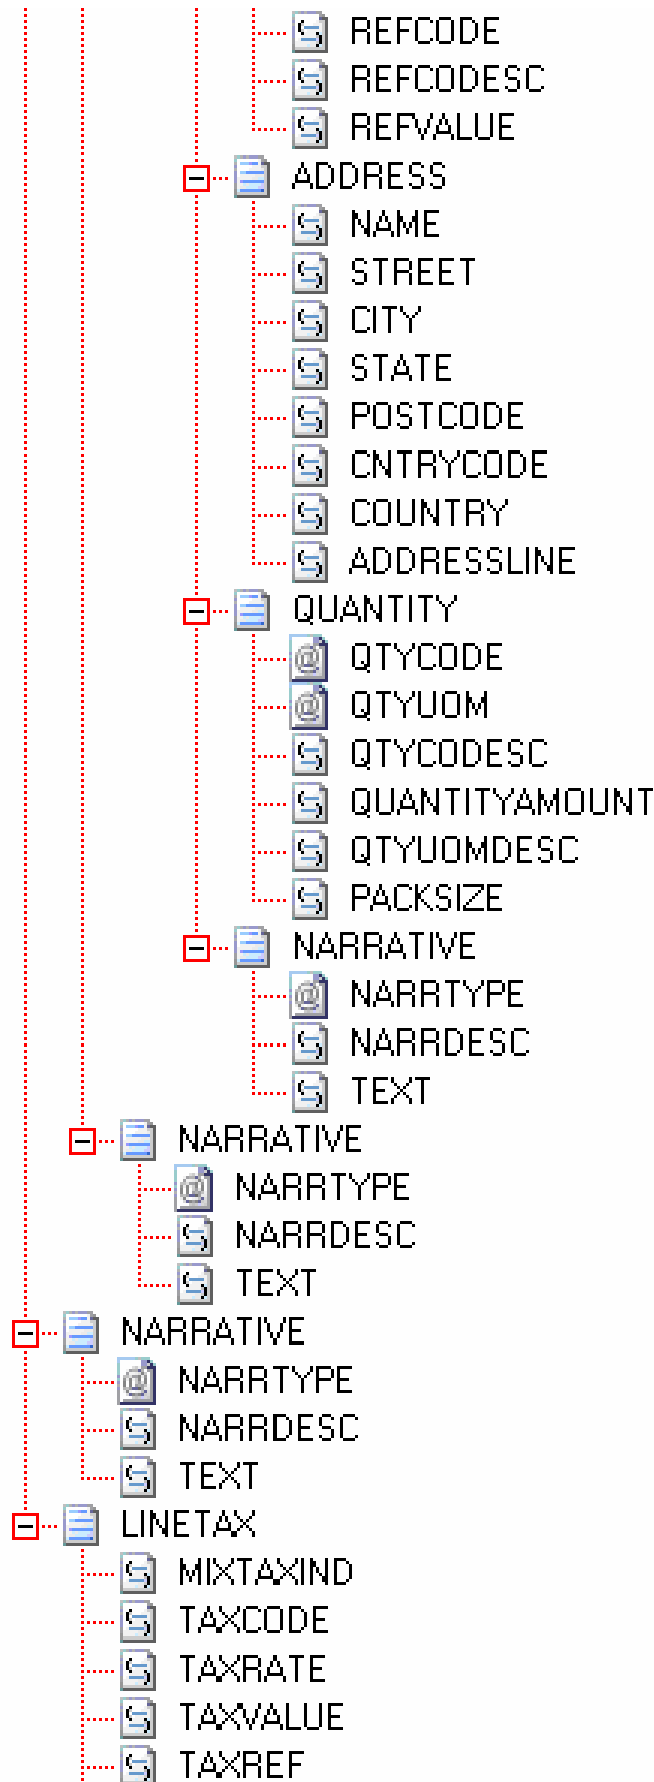 REFCODE
REFCODESC
REFVALUE
ADDRESS
NAME
STREET
CITY
STATE
POSTCODE
CNTRYCODE
COUNTRY
ADDRESSLINE
QUANTITY
QTYCODE
QTYUOM
QTYCODESC
QUANTITYAMOUNT
QTYUOMDESC
PACKSIZE
NARRATIVE
NARRTYPE
NARRDESC
TEXT
NARRATIVE
NARRTYPE
NARRDESC
TEXT
NARRATIVE
NARRTYPE
NARRDESC
TEXT
LINETAX
MIXTAXIND
TAXCODE
TAXRATE
TAXVALUE
TAXREF